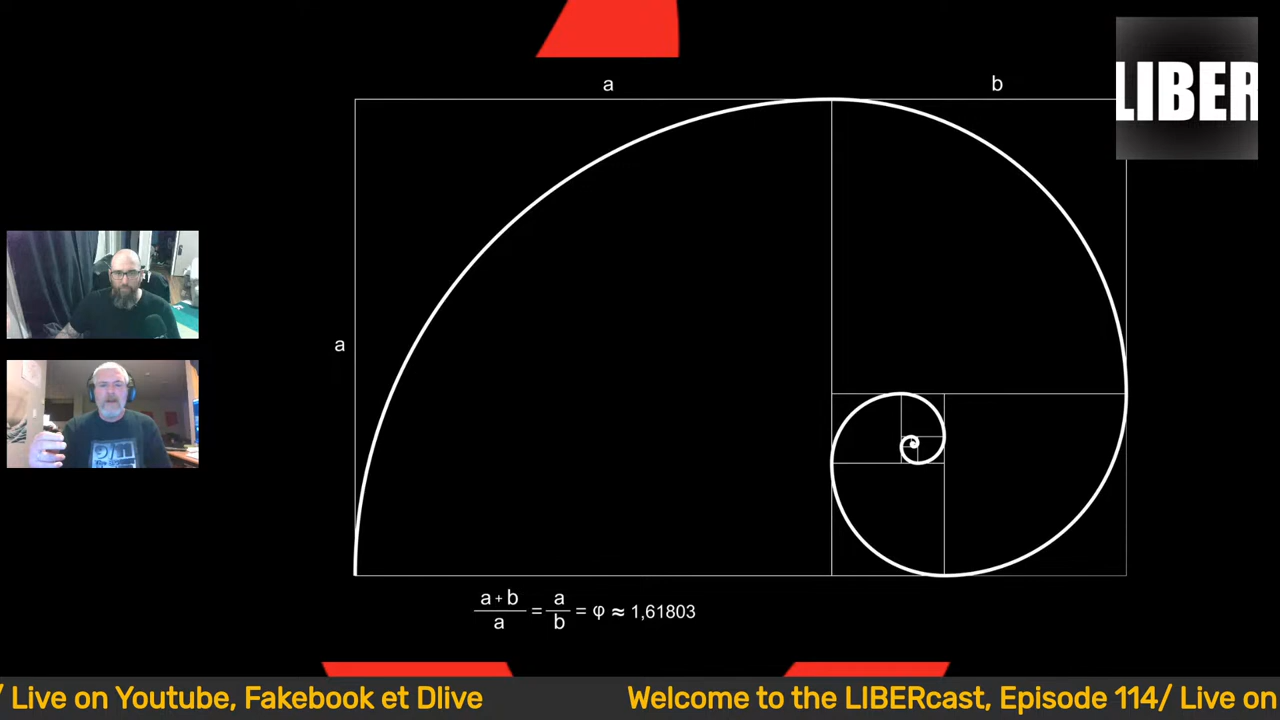 a
b
LIBER
a
a + b
a
=
a
b
= φ ≈ 1,61803
/ Live on Youtube, Fakebook et Dlive
Welcome to the LIBERcast, Episode 114/ Live on